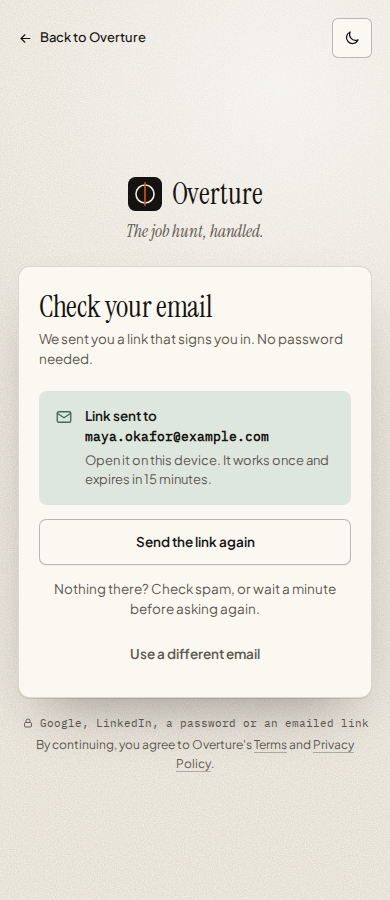 ← Back to Overture
Overture
The job hunt, handled.
Check your email
We sent you a link that signs you in. No password
needed.
Link sent to
maya.okafor@example.com
Open it on this device. It works once and
expires in 15 minutes.
Send the link again
Nothing there? Check spam, or wait a minute
before asking again.
Use a different email
Google, LinkedIn, a password or an emailed link
By continuing, you agree to Overture's Terms and Privacy
Policy.